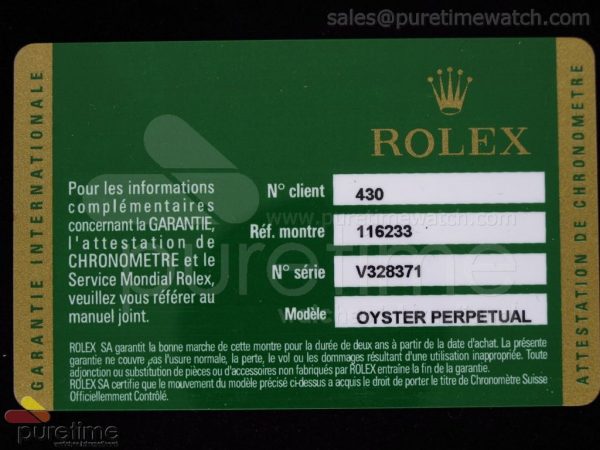 sales@puretimewatch.com
GARANTIE INTERNATIONALE
ROLEX
ATTESTATION DE CHRONOMETRE
Pour les informations
complémentaires
concernant la GARANTIE,
l'attestation de
CHRONOMETRE et le
Service Mondial Rolex,
veuillez vous référer au
manuel joint.
N° client 430
Réf. montre 116233
N° série V328371
Modèle OYSTER PERPETUAL
www.puretimewatch.com
puretime
ROLEX SA garantit la bonne marche de cette montre pour la durée de deux ans à partir de la date d'achat. La présente
garantie ne couvre pas l'usure normale, la perte, le vol ou les dommages résultant d'une utilisation inappropriée. Toute
adjonction ou substitution de pièces ou d'accessoires non fabriqués par ROLEX entraîne la fin de la garantie.
ROLEX SA certifie que le mouvement du modèle précisé ci-dessus a acquis le droit de porter le titre de Chronomètre Suisse
Officiellement Contrôlé.
puretime